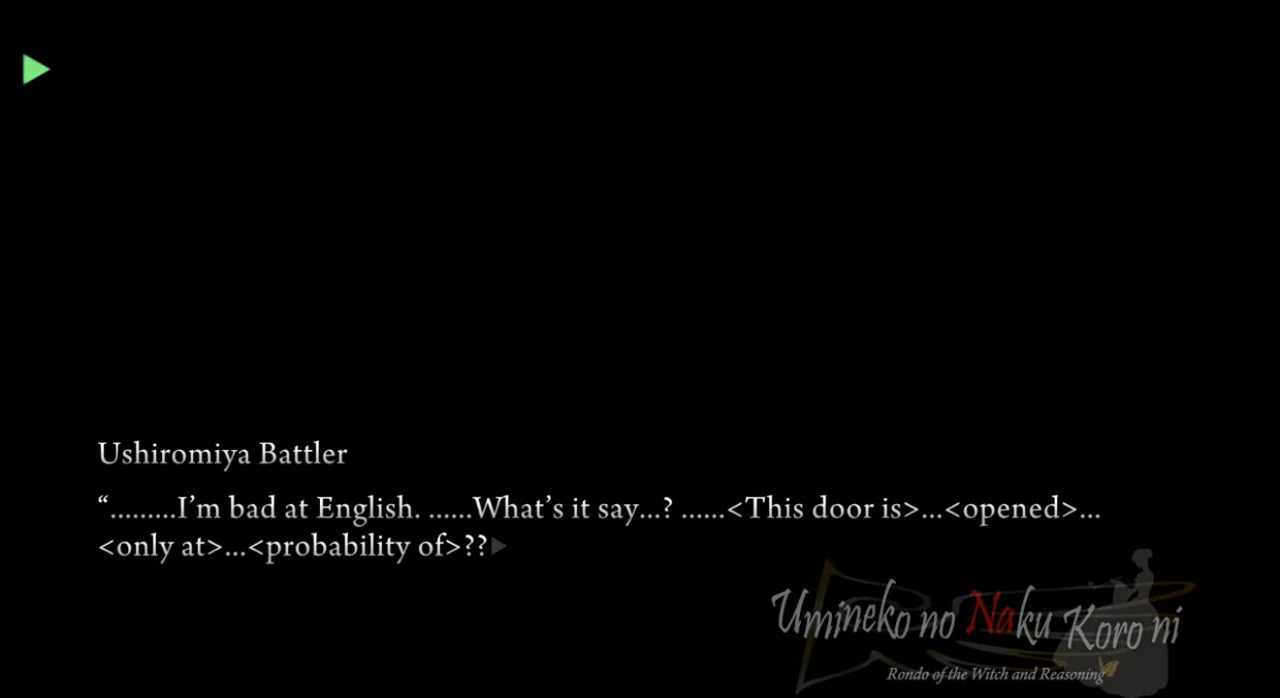 Ushiromiya Battler
“.........I’m bad at English. ......What’s it say...? ......<This door is>...<opened>...
<only at>...<probability of>??
Umineko no Naku Koro ni
Rondo of the Witch and Reasoning